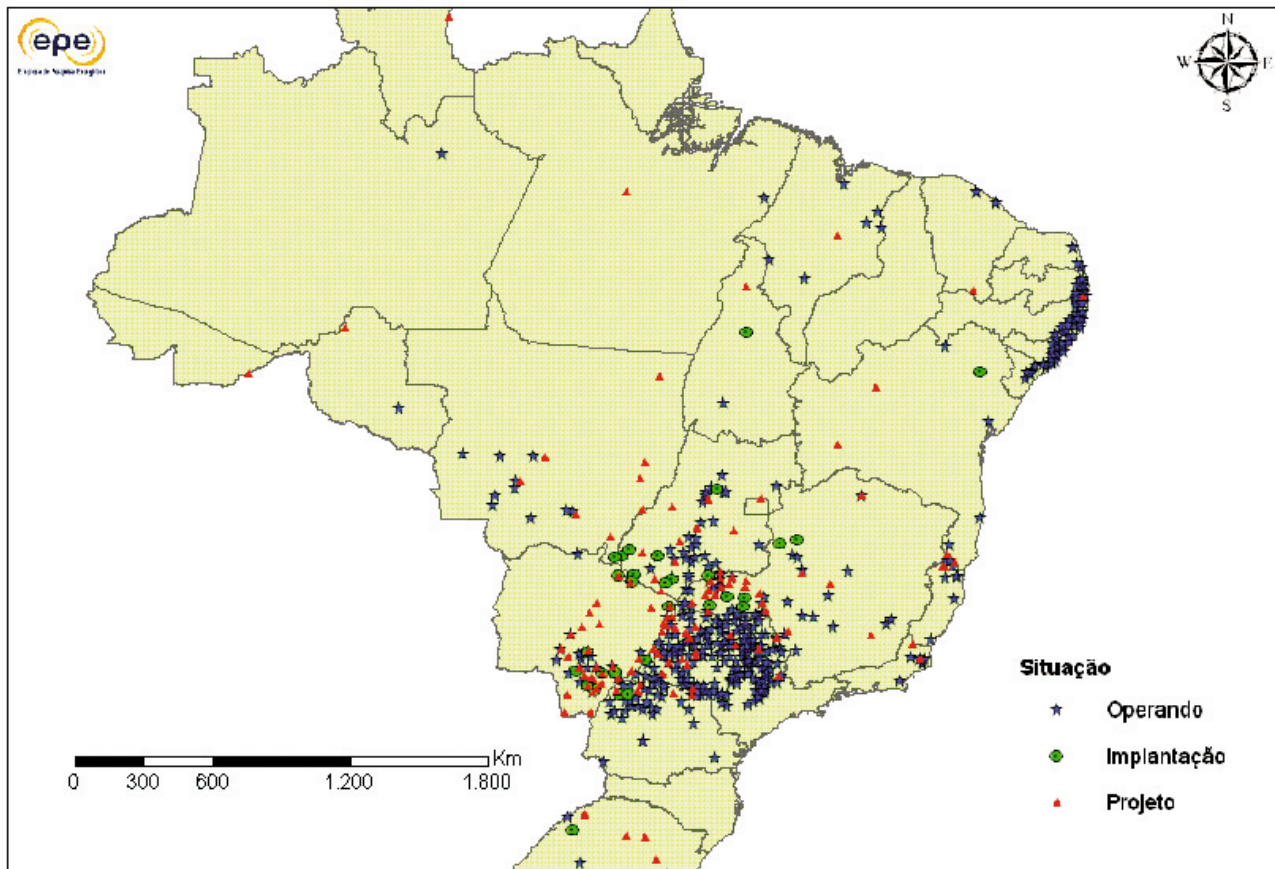 epe
N
W E
S
Situação
Operando
Implantação
Projeto
Km
0 300 600 1.200 1.800